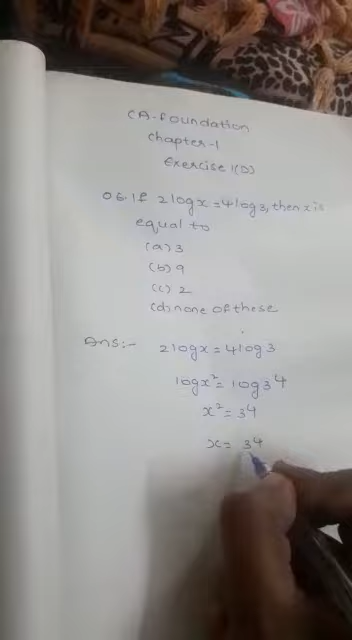 CA-Foundation
Chapter-1
Exercise 1(D)
06. If 2logx=4log3, then x is
equal to
(a) 3
(b) 9
(c) 2
(d) none of these
Ans:- 2logx=4log3
logx²=log3⁴
x²=3⁴
x=3⁴